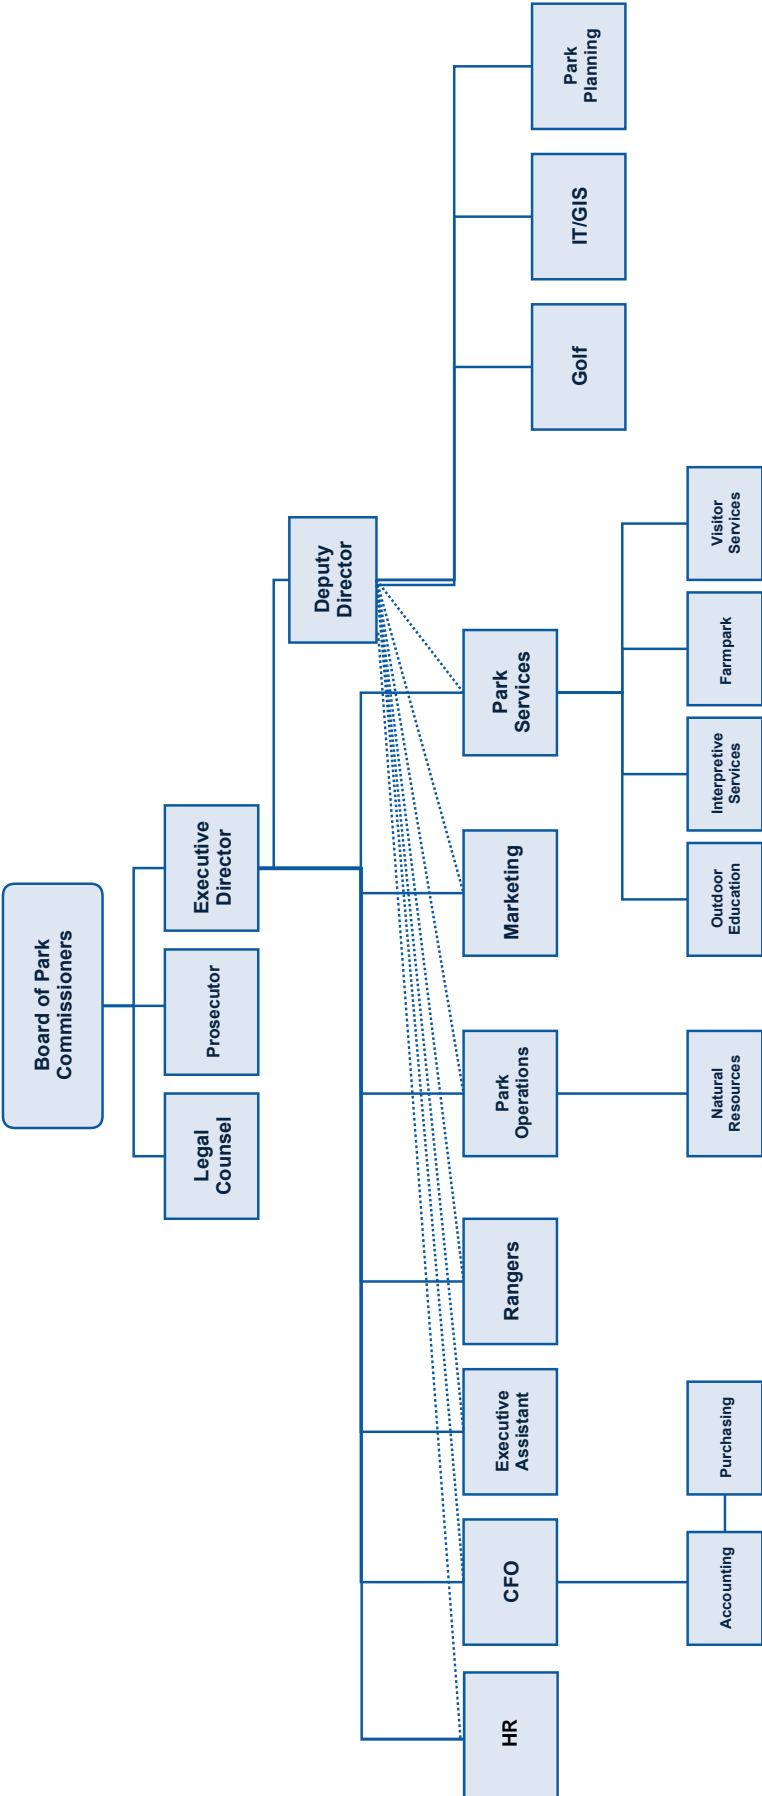 Board of Park
Commissioners
Legal
Counsel
Prosecutor
Executive
Director
Deputy
Director
HR
CFO
Executive
Assistant
Rangers
Park
Operations
Marketing
Park
Services
Golf
IT/GIS
Park
Planning
Accounting
Purchasing
Natural
Resources
Outdoor
Education
Interpretive
Services
Farmpark
Visitor
Services